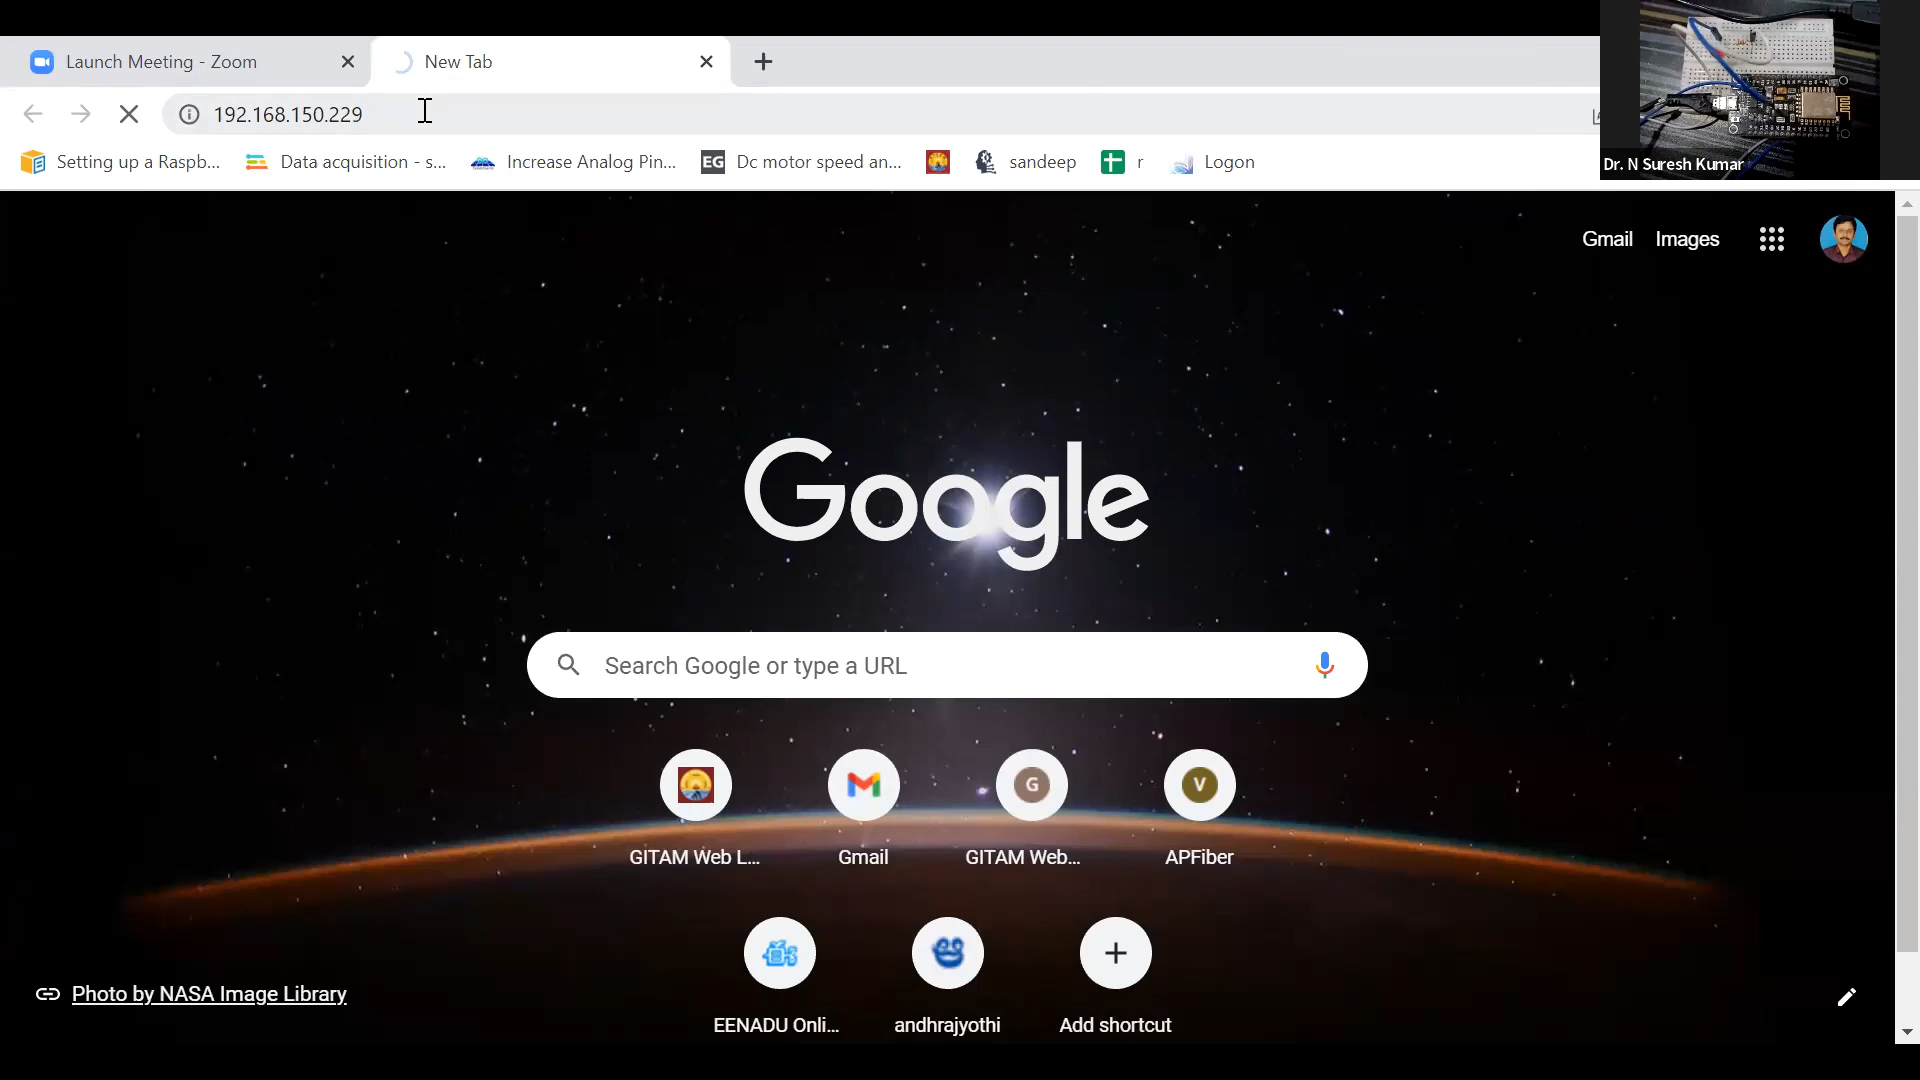 Launch Meeting - Zoom
New Tab
192.168.150.229
Setting up a Raspb...
Data acquisition - s...
Increase Analog Pin...
EG
Dc motor speed an...
sandeep
r
Logon
Dr. N Suresh Kumar
Gmail
Images
Google
Search Google or type a URL
GITAM Web L...
Gmail
G
GITAM Web...
V
APFiber
EENADU Onli...
andhrajyothi
Add shortcut
Photo by NASA Image Library